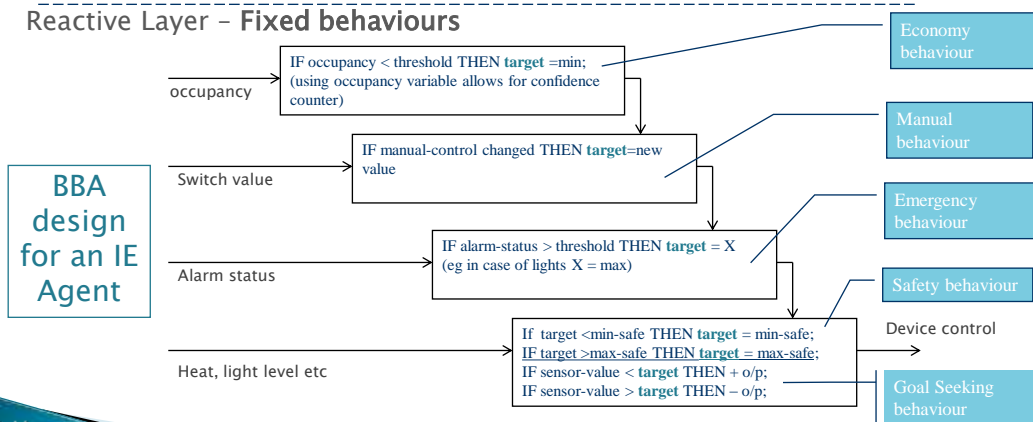 Reactive Layer – Fixed behaviours
Economy
behaviour
IF occupancy < threshold THEN target =min;
(using occupancy variable allows for confidence
counter)
occupancy
Manual
behaviour
IF manual-control changed THEN target=new
value
Switch value
BBA
design
for an IE
Agent
Emergency
behaviour
IF alarm-status > threshold THEN target = X
(eg in case of lights X = max)
Alarm status
Safety behaviour
If target <min-safe THEN target = min-safe;
IF target >max-safe THEN target = max-safe;
IF sensor-value < target THEN + o/p;
IF sensor-value > target THEN – o/p;
Device control
Heat, light level etc
Goal Seeking
behaviour